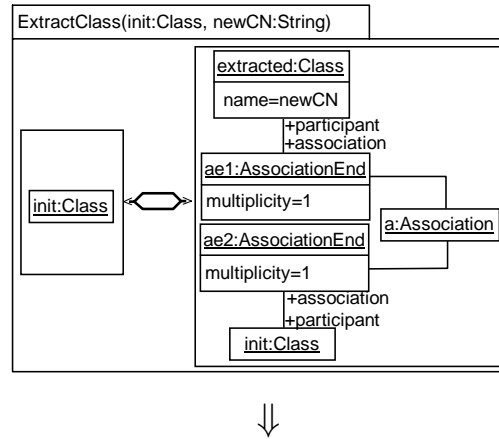 ExtractClass(init:Class, newCN:String)
extracted:Class
name=newCN
+participant
+association
ae1:AssociationEnd
multiplicity=1
init:Class
a:Association
ae2:AssociationEnd
multiplicity=1
+association
+participant
init:Class